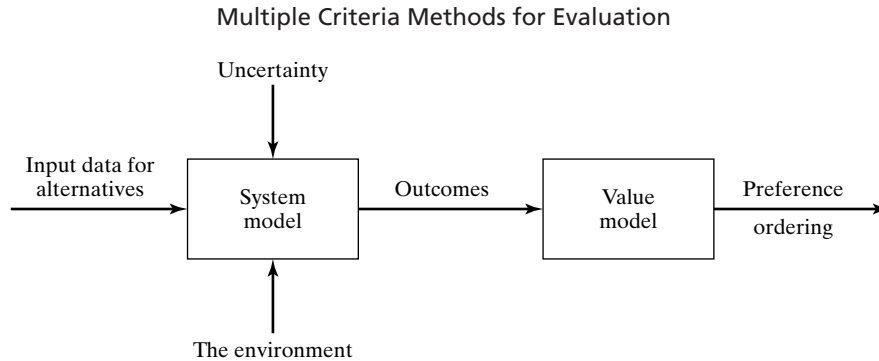 Multiple Criteria Methods for Evaluation
Uncertainty
Input data for
alternatives
System
model
Outcomes
Value
model
Preference
ordering
The environment